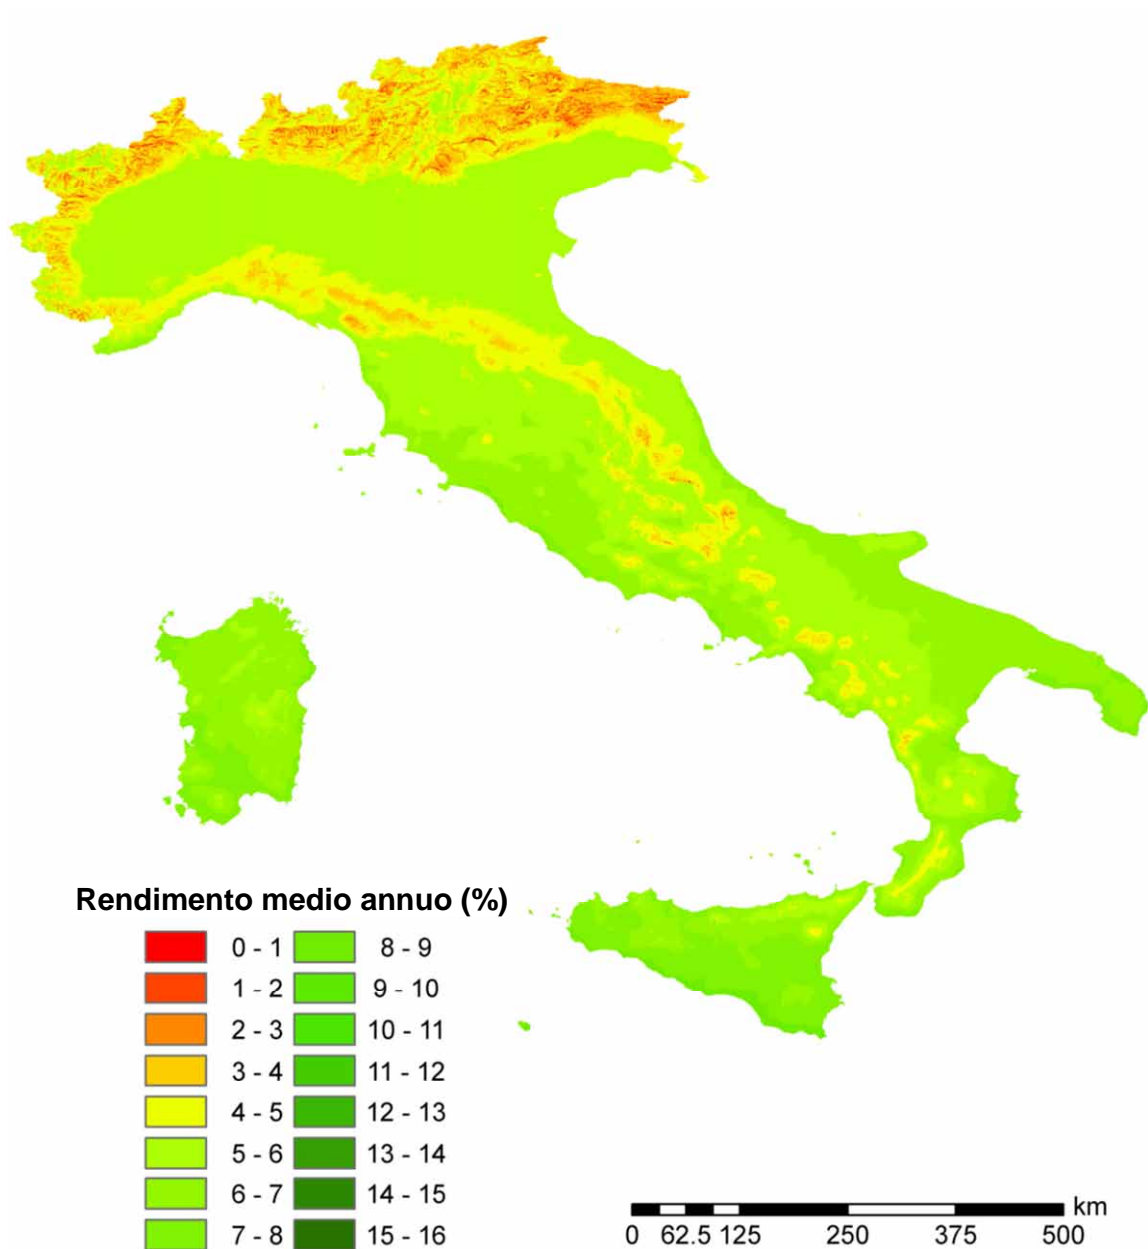 Rendimento medio annuo (%)
0 - 1 8 - 9
1 - 2 9 - 10
2 - 3 10 - 11
3 - 4 11 - 12
4 - 5 12 - 13
5 - 6 13 - 14
6 - 7 14 - 15
7 - 8 15 - 16
km
0 62.5 125 250 375 500